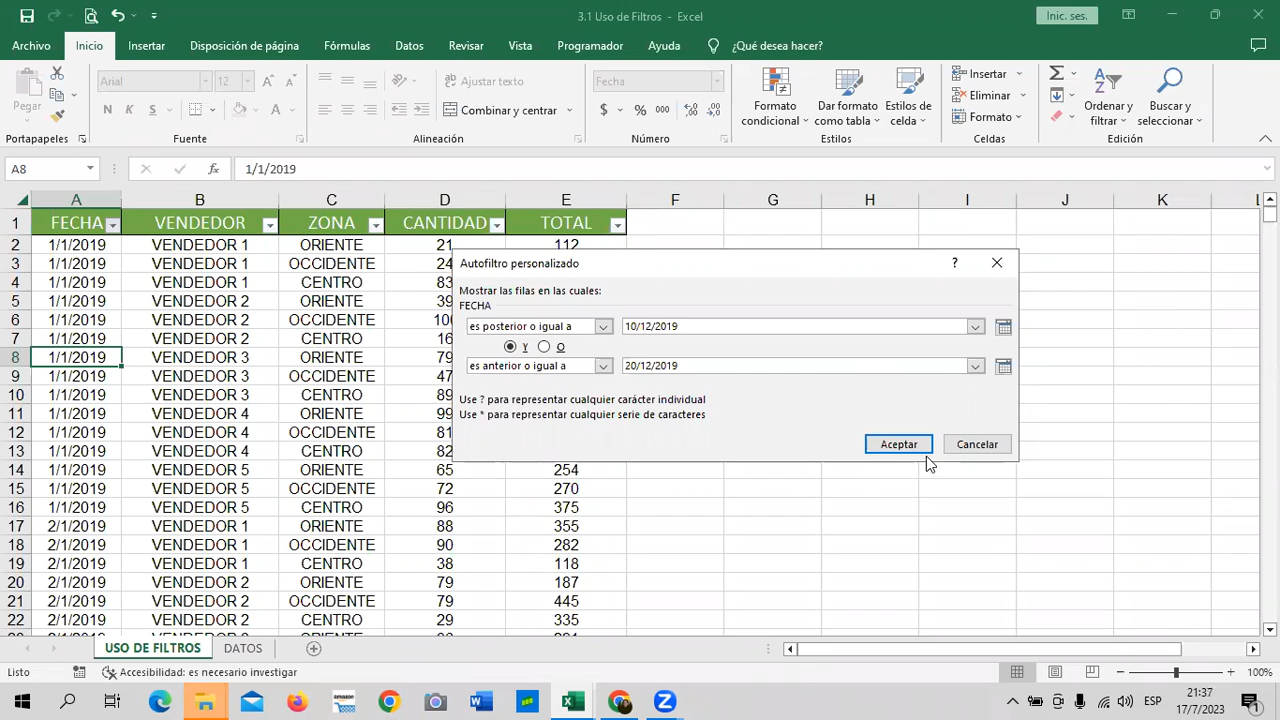 3.1 Uso de Filtros - Excel
Inic. ses.
Archivo Inicio Insertar Disposición de página Fórmulas Datos Revisar Vista Programador Ayuda ¿Qué desea hacer?
Pegar
Arial 12
N K S
Ajustar texto
Combinar y centrar
Fecha
$ % 000
Formato condicional
Dar formato como tabla
Estilos de celda
Insertar
Eliminar
Formato
Ordenar y filtrar
Buscar y seleccionar
Portapapeles Fuente Alineación Número Estilos Celdas Edición
A8 fx 1/1/2019
A B C D E F G H I J K L
1 FECHA VENDEDOR ZONA CANTIDAD TOTAL
2 1/1/2019 VENDEDOR 1 ORIENTE 21 112
3 1/1/2019 VENDEDOR 1 OCCIDENTE 24
4 1/1/2019 VENDEDOR 1 CENTRO 83
5 1/1/2019 VENDEDOR 2 ORIENTE 39
6 1/1/2019 VENDEDOR 2 OCCIDENTE
7 1/1/2019 VENDEDOR 2 CENTRO 16
8 1/1/2019 VENDEDOR 3 ORIENTE 79
9 1/1/2019 VENDEDOR 3 OCCIDENTE 47
10 1/1/2019 VENDEDOR 3 CENTRO 89
11 1/1/2019 VENDEDOR 4 ORIENTE 99
12 1/1/2019 VENDEDOR 4 OCCIDENTE 81
13 1/1/2019 VENDEDOR 4 CENTRO 82
14 1/1/2019 VENDEDOR 5 ORIENTE 65 254
15 1/1/2019 VENDEDOR 5 OCCIDENTE 72 270
16 1/1/2019 VENDEDOR 5 CENTRO 96 375
17 2/1/2019 VENDEDOR 1 ORIENTE 88 355
18 2/1/2019 VENDEDOR 1 OCCIDENTE 90 282
19 2/1/2019 VENDEDOR 1 CENTRO 38 118
20 2/1/2019 VENDEDOR 2 ORIENTE 79 187
21 2/1/2019 VENDEDOR 2 OCCIDENTE 79 445
22 2/1/2019 VENDEDOR 2 CENTRO 29 335
Autofiltro personalizado ?
Mostrar las filas en las cuales:
FECHA
es posterior o igual a 10/12/2019
Y O
es anterior o igual a 20/12/2019
Use ? para representar cualquier carácter individual
Use * para representar cualquier serie de caracteres
Aceptar Cancelar
USO DE FILTROS DATOS
Listo Accesibilidad: es necesario investigar 100%
ESP
21:37
17/7/2023